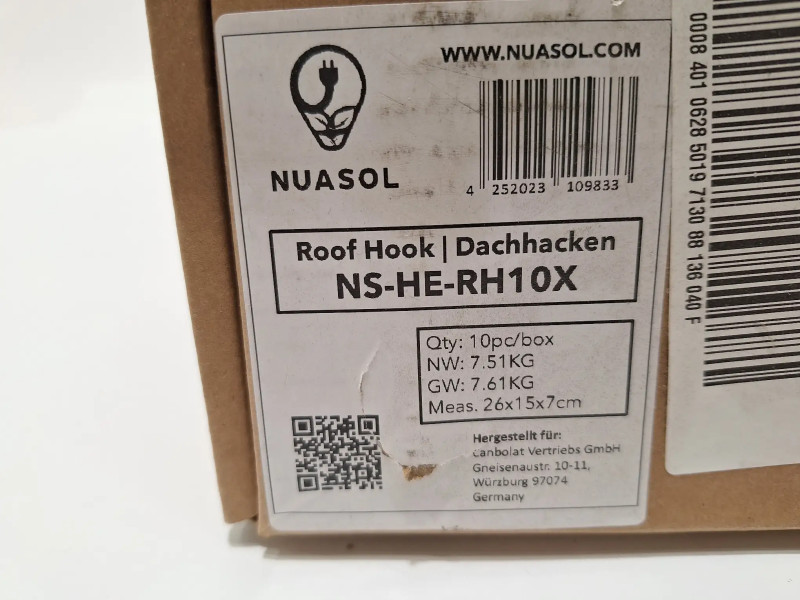 WWW.NUASOL.COM
NUASOL
4 252023 109833
Roof Hook | Dachhacken
NS-HE-RH10X
Qty: 10pc/box
NW: 7.51KG
GW: 7.61KG
Meas. 26x15x7cm
Hergestellt für:
canbolat Vertriebs GmbH
Gneisenaustr. 10-11,
Würzburg 97074
Germany
0008 401 0628 5019 7130 88 136 040 F